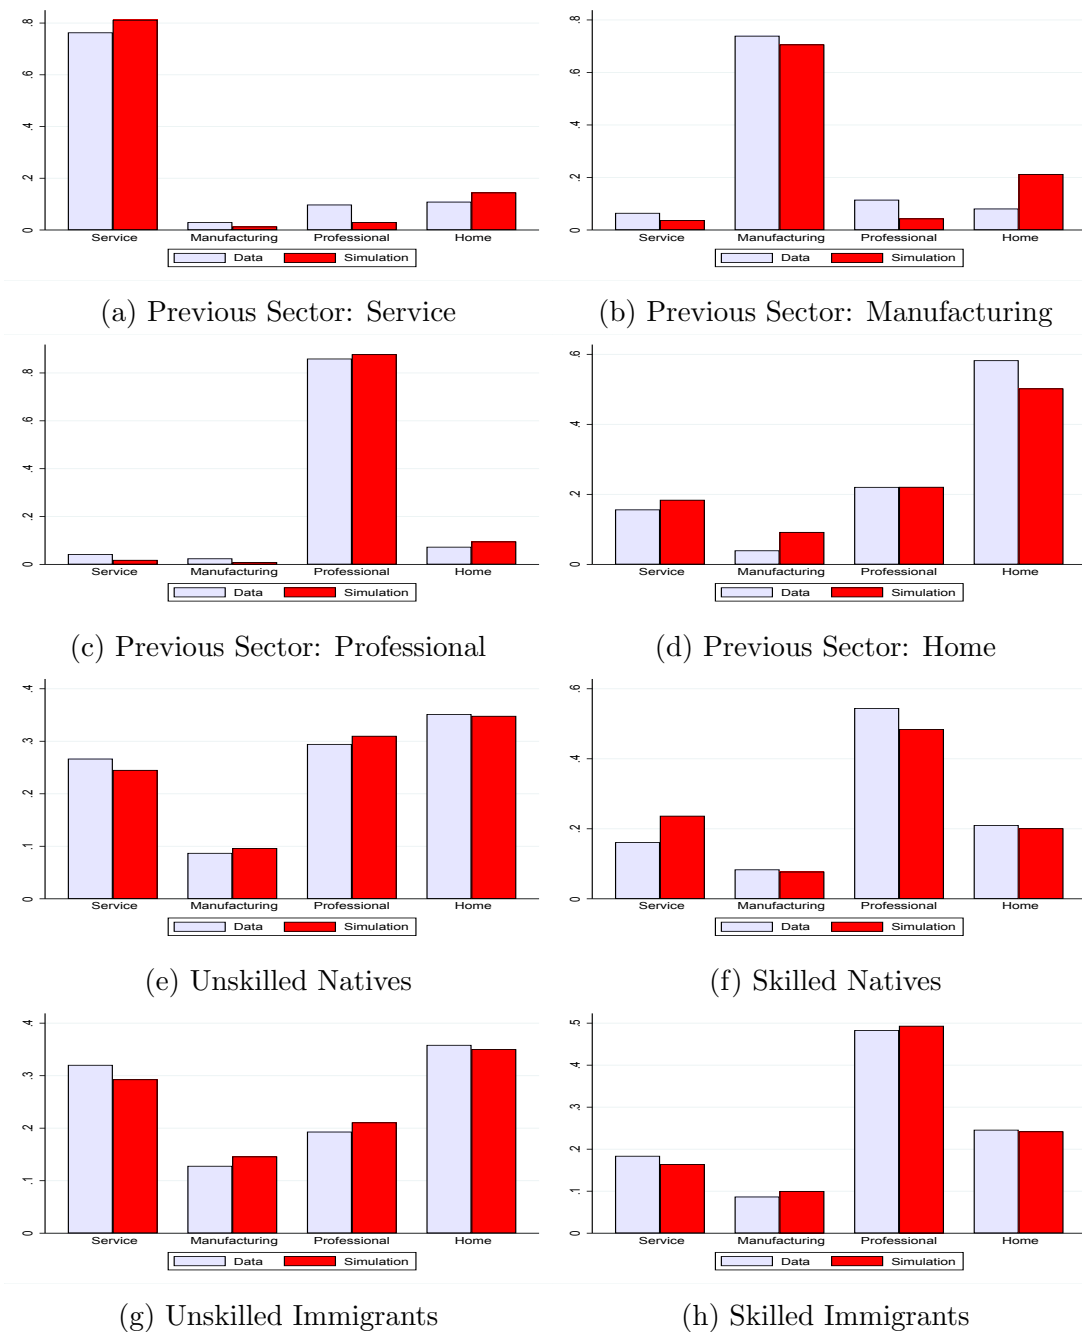 .8
.6
.4
.2
0
Service Manufacturing Professional Home
Data Simulation
(a) Previous Sector: Service
.8
.6
.4
.2
0
Service Manufacturing Professional Home
Data Simulation
(b) Previous Sector: Manufacturing
.8
.6
.4
.2
0
Service Manufacturing Professional Home
Data Simulation
(c) Previous Sector: Professional
.6
.4
.2
0
Service Manufacturing Professional Home
Data Simulation
(d) Previous Sector: Home
.4
.3
.2
.1
0
Service Manufacturing Professional Home
Data Simulation
(e) Unskilled Natives
.6
.4
.2
0
Service Manufacturing Professional Home
Data Simulation
(f) Skilled Natives
.4
.3
.2
.1
0
Service Manufacturing Professional Home
Data Simulation
(g) Unskilled Immigrants
.5
.4
.3
.2
.1
0
Service Manufacturing Professional Home
Data Simulation
(h) Skilled Immigrants